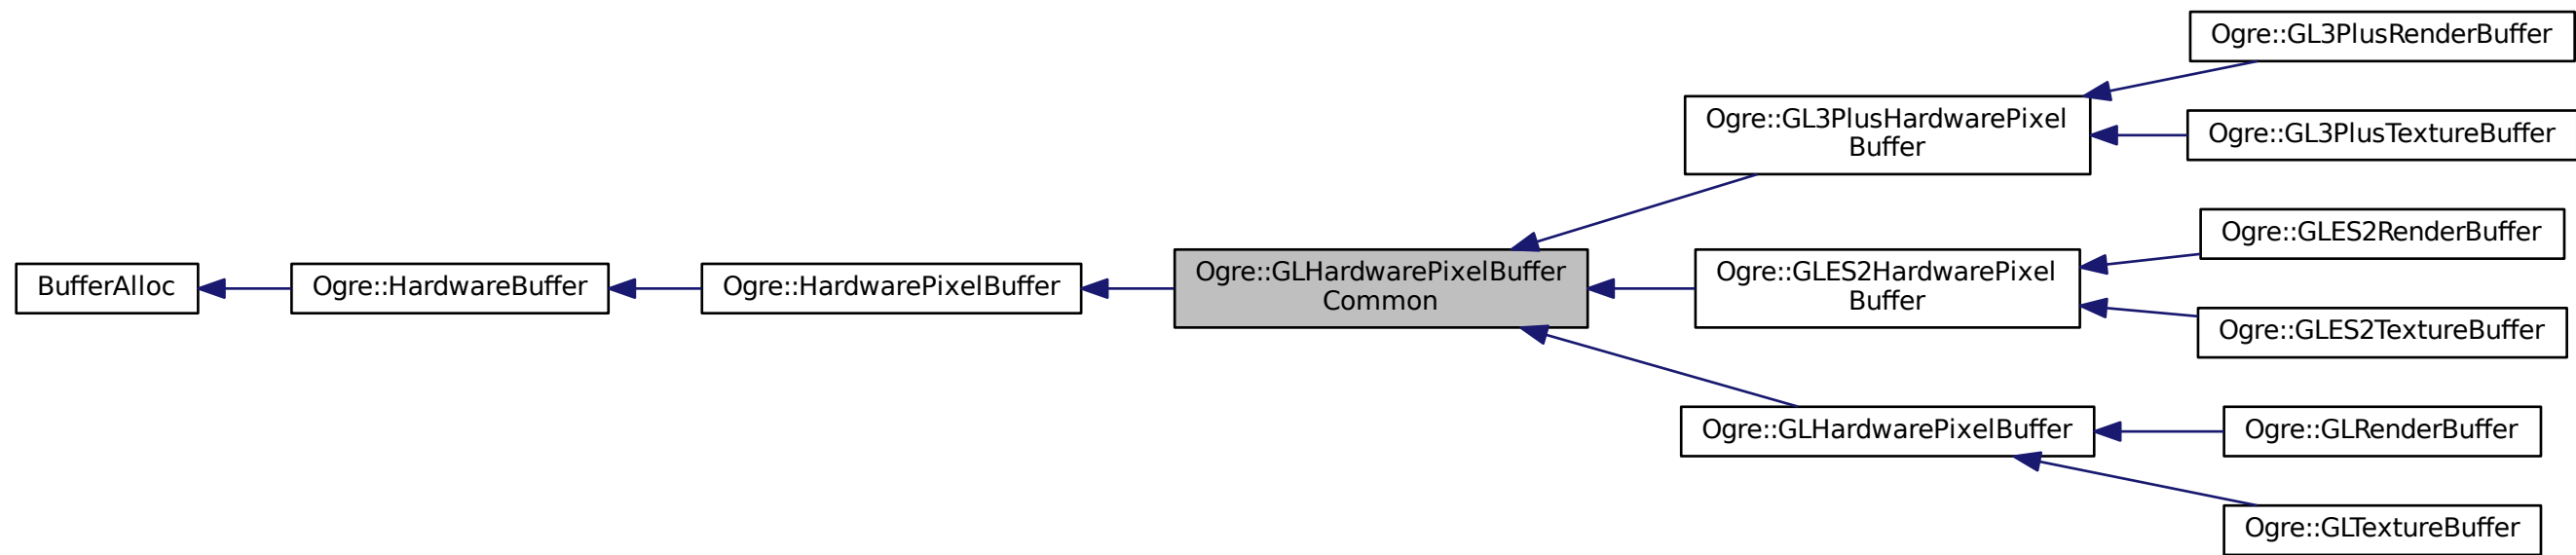 BufferAlloc
Ogre::HardwareBuffer
Ogre::HardwarePixelBuffer
Ogre::GLHardwarePixelBuffer
Common
Ogre::GL3PlusHardwarePixel
Buffer
Ogre::GL3PlusRenderBuffer
Ogre::GL3PlusTextureBuffer
Ogre::GLES2HardwarePixel
Buffer
Ogre::GLES2RenderBuffer
Ogre::GLES2TextureBuffer
Ogre::GLHardwarePixelBuffer
Ogre::GLRenderBuffer
Ogre::GLTextureBuffer